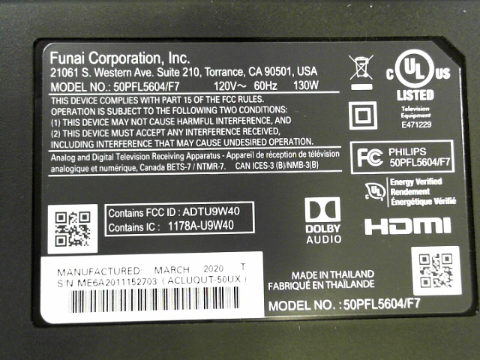 Funai Corporation, Inc.
21061 S. Western Ave. Suite 210, Torrance, CA 90501, USA
MODEL NO.: 50PFL5604/F7 120V~ 60Hz 130W
THIS DEVICE COMPLIES WITH PART 15 OF THE FCC RULES.
OPERATION IS SUBJECT TO THE FOLLOWING TWO CONDITIONS:
(1) THIS DEVICE MAY NOT CAUSE HARMFUL INTERFERENCE, AND
(2) THIS DEVICE MUST ACCEPT ANY INTERFERENCE RECEIVED,
INCLUDING INTERFERENCE THAT MAY CAUSE UNDESIRED OPERATION.
Analog and Digital Television Receiving Apparatus - Appareil de réception de télévision
analogique et numérique, Canada BETS-7 / NTMR-7. CAN ICES-3 (B)/NMB-3(B)
C UL US
LISTED
Television
Equipment
E471229
FC PHILIPS
50PFL5604/F7
UL Energy Verified
Rendement
Énergétique Vérifié
Contains FCC ID : ADTU9W40
Contains IC : 1178A-U9W40
DOLBY
AUDIO
HDMI
MANUFACTURED: MARCH 2020 T
S/N ME6A2011152703 (ACLUQUT-50UX)
MADE IN THAILAND
FABRIQUÉ EN THAÏLANDE
MODEL NO. :50PFL5604/F7